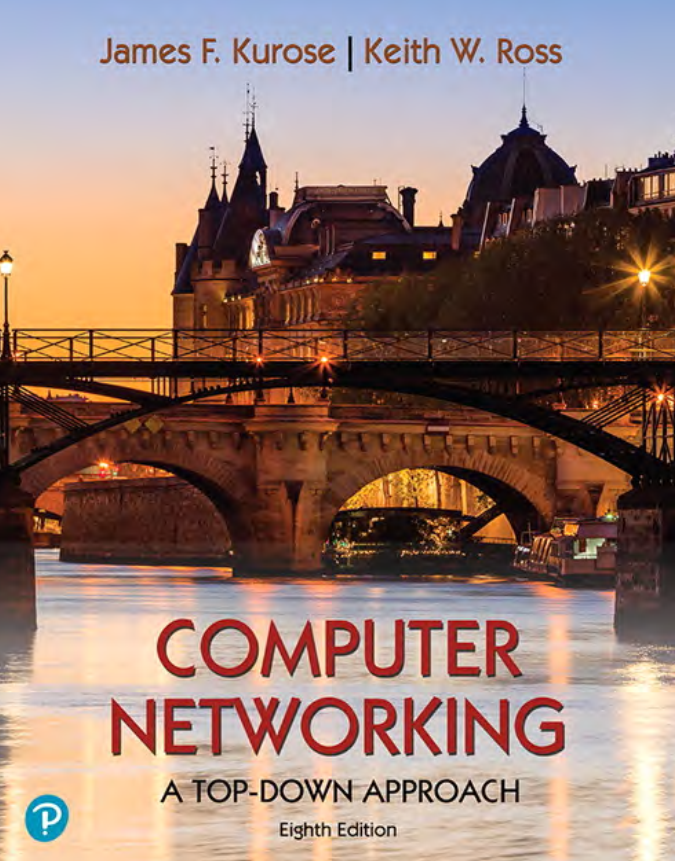 James F. Kurose | Keith W. Ross
COMPUTER
NETWORKING
A TOP-DOWN APPROACH
P
Eighth Edition